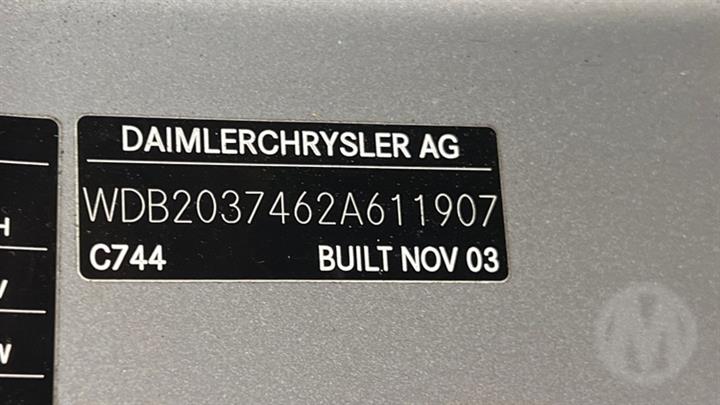 DAIMLERCHRYSLER AG
WDB2037462A611907
C744 BUILT NOV 03
H
V
W
M